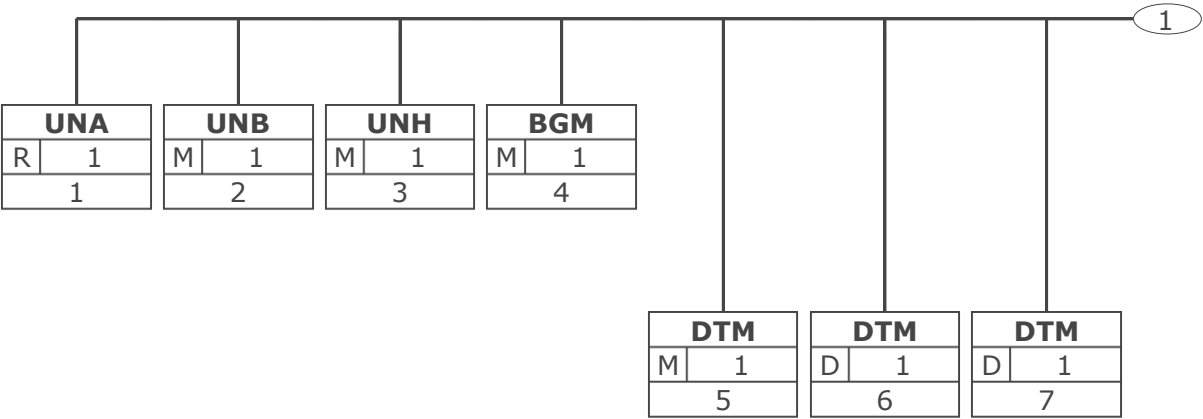 1
UNA UNB UNH BGM
R 1 M 1 M 1 M 1
1 2 3 4
DTM DTM DTM
M 1 D 1 D 1
5 6 7